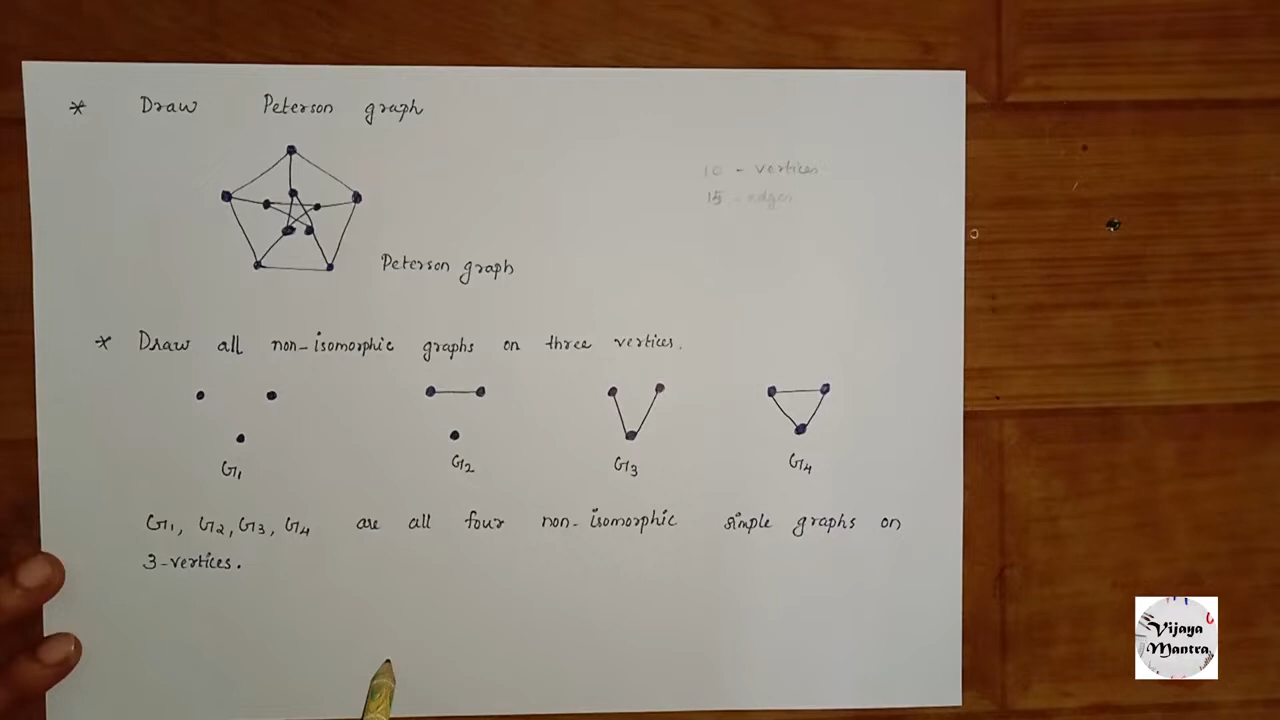 * Draw Peterson graph
10 - vertices
15 - edges
Peterson graph
* Draw all non-isomorphic graphs on three vertices.
G1 G2 G3 G4
G1, G2, G3, G4 are all four non-isomorphic simple graphs on
3-vertices.
Vijaya
Mantra